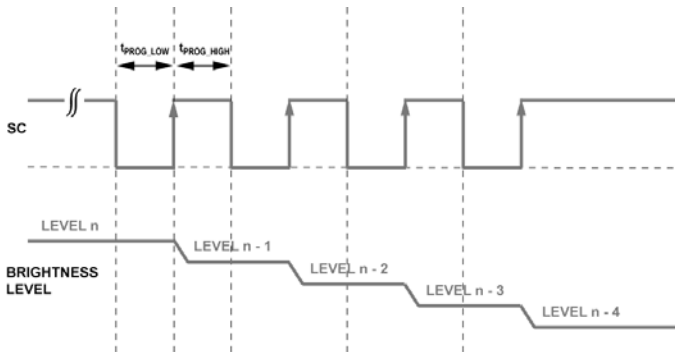 tPROG_LOW tPROG_HIGH
SC
LEVEL n
LEVEL n - 1
BRIGHTNESS
LEVEL
LEVEL n - 2
LEVEL n - 3
LEVEL n - 4